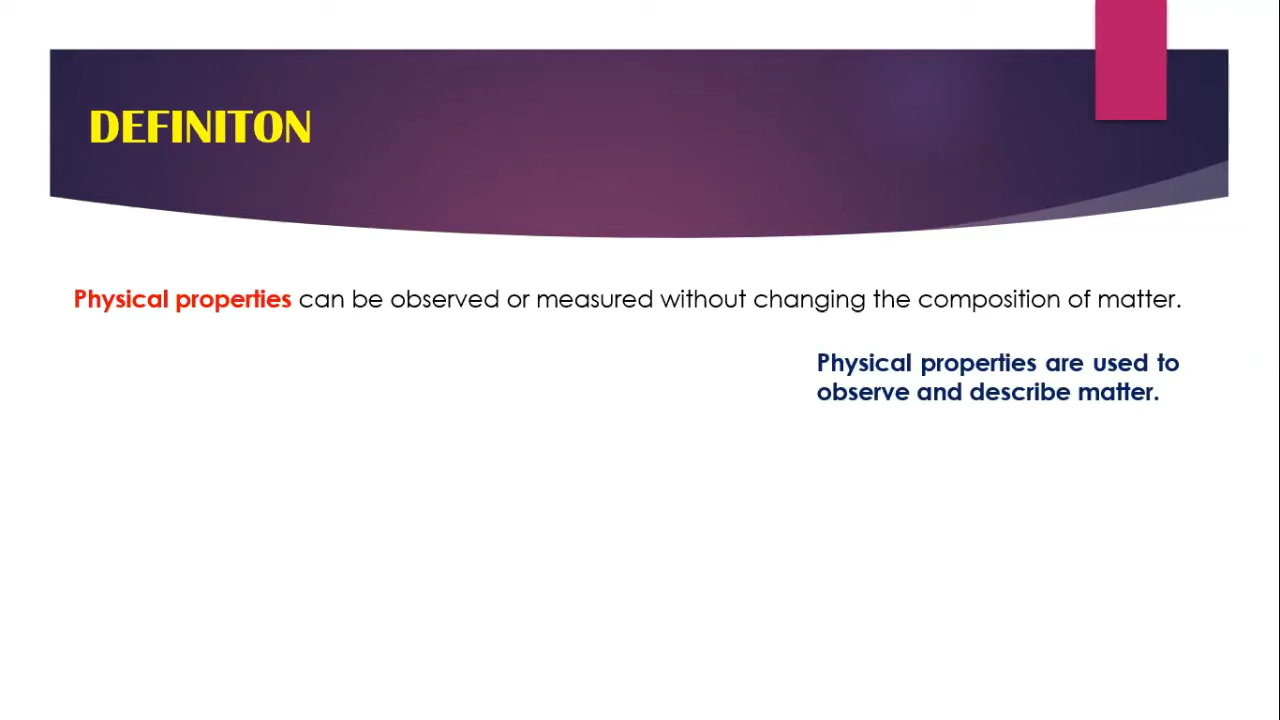 DEFINITON
Physical properties can be observed or measured without changing the composition of matter.
Physical properties are used to
observe and describe matter.